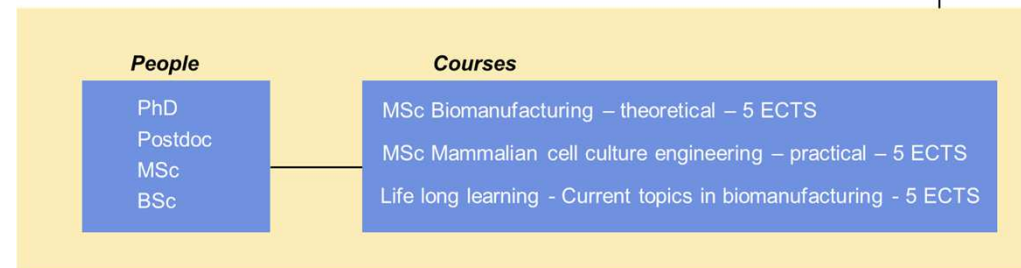 People
PhD
Postdoc
MSc
BSc
Courses
MSc Biomanufacturing – theoretical – 5 ECTS
MSc Mammalian cell culture engineering – practical – 5 ECTS
Life long learning - Current topics in biomanufacturing - 5 ECTS